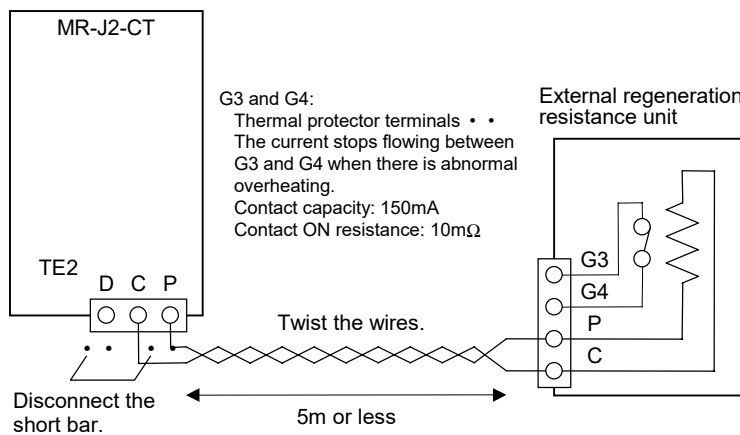 MR-J2-CT
G3 and G4:
Thermal protector terminals • •
The current stops flowing between
G3 and G4 when there is abnormal
overheating.
Contact capacity: 150mA
Contact ON resistance: 10mΩ
External regeneration
resistance unit
TE2
D C P
G3
G4
P
C
Twist the wires.
Disconnect the
short bar.
5m or less